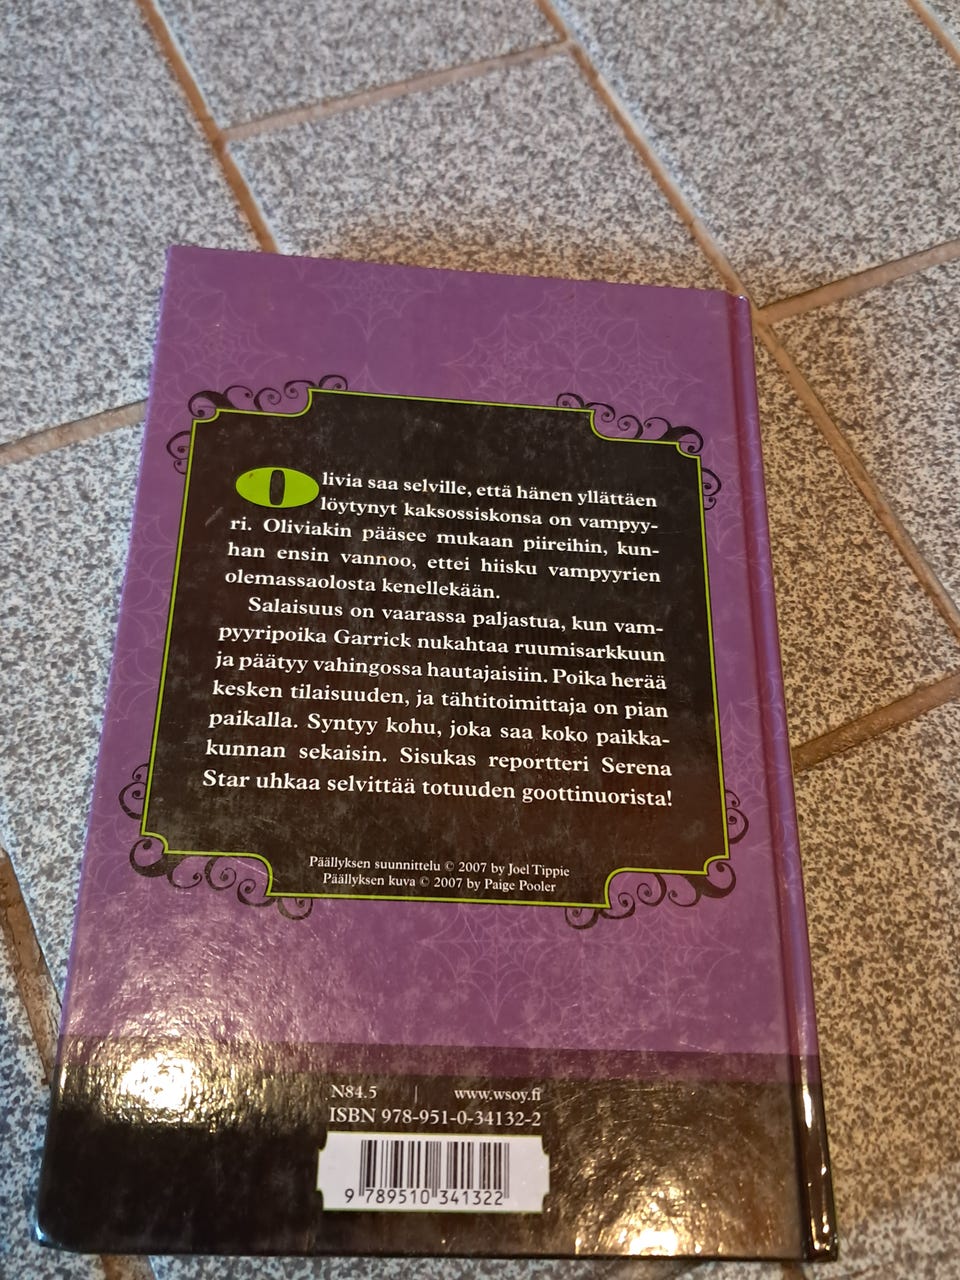 Olivia saa selville, että hänen yllättäen
löytynyt kaksossiskonsa on vampyy-
ri. Oliviakin pääsee mukaan piireihin, kun-
han ensin vannoo, ettei hiisku vampyyrien
olemassaolosta kenellekään.
Salaisuus on vaarassa paljastua, kun vam-
pyyripoika Garrick nukahtaa ruumisarkkuun
ja päätyy vahingossa hautajaisiin. Poika herää
kesken tilaisuuden, ja tähtitoimittaja on pian
paikalla. Syntyy kohu, joka saa koko paikka-
kunnan sekaisin. Sisukas reportteri Serena
Star uhkaa selvittää totuuden goottinuorista!
Päällyksen suunnittelu © 2007 by Joel Tippie
Päällyksen kuva © 2007 by Paige Pooler
N84.5 | www.wsoy.fi
ISBN 978-951-0-34132-2
9 789510 341322